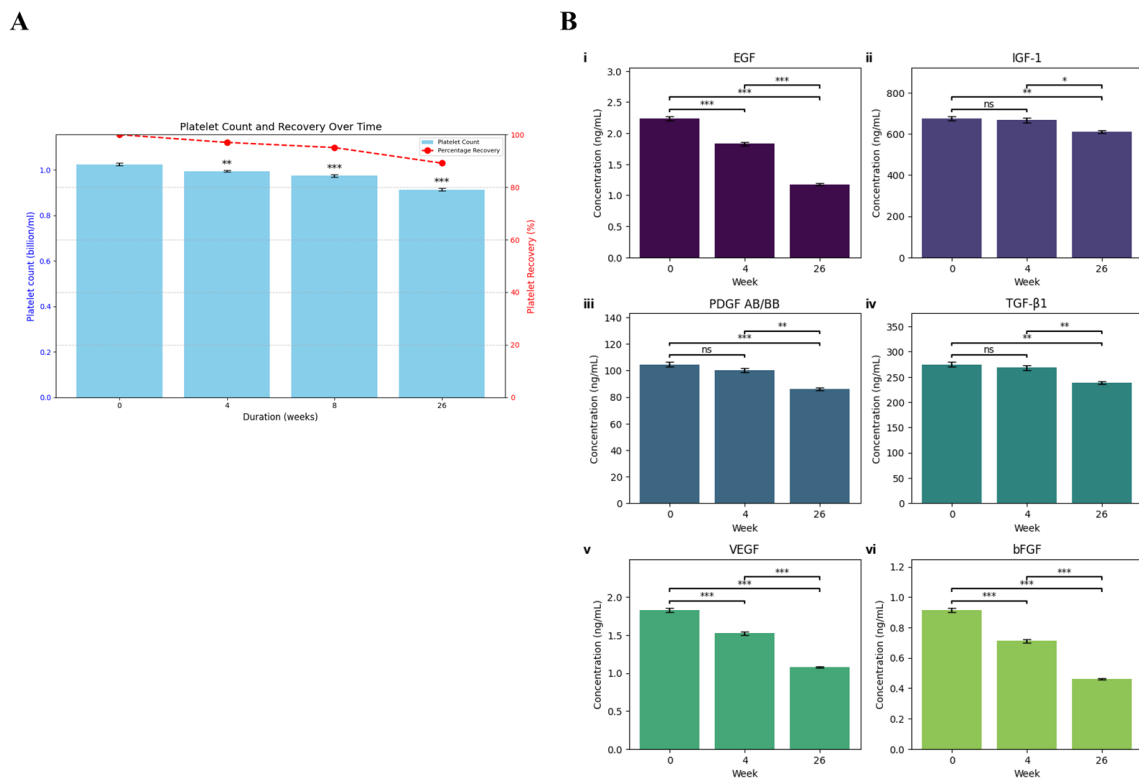 A
Platelet Count and Recovery Over Time
Platelet Count
Percentage Recovery
Platelet count (billion/ml)
1.0
0.8
0.6
0.4
0.2
0.0
** *** ***
100
80
60
40
20
0
Platelet Recovery (%)
0 4 8 26
Duration (weeks)
B
i
EGF
Concentration (ng/mL)
3.0
2.5
2.0
1.5
1.0
0.5
0.0
***
***
***
0 4 26
Week
ii
IGF-1
Concentration (ng/mL)
800
600
400
200
0
*
**
ns
0 4 26
Week
iii
PDGF AB/BB
Concentration (ng/mL)
140
120
100
80
60
40
20
0
**
***
ns
0 4 26
Week
iv
TGF-β1
Concentration (ng/mL)
350
300
250
200
150
100
50
0
**
**
ns
0 4 26
Week
v
VEGF
Concentration (ng/mL)
2.0
1.5
1.0
0.5
0.0
***
***
***
0 4 26
Week
vi
bFGF
Concentration (ng/mL)
1.2
1.0
0.8
0.6
0.4
0.2
0.0
***
***
***
0 4 26
Week